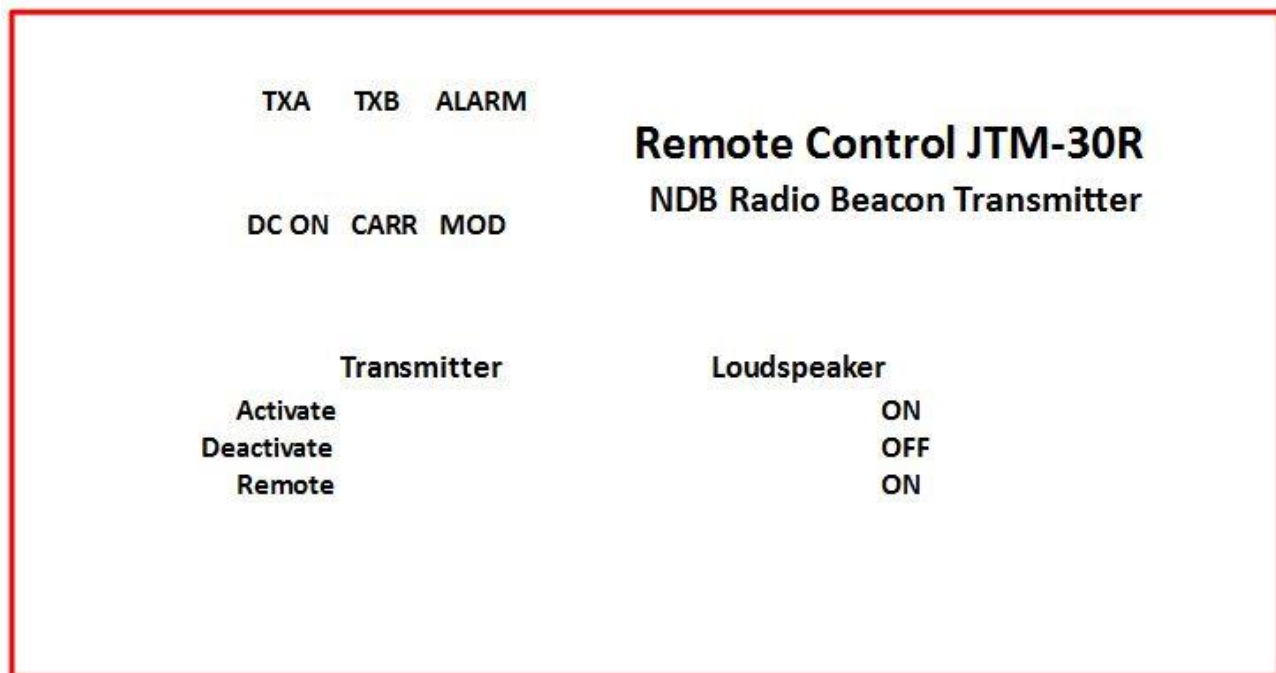 TXA TXB ALARM
Remote Control JTM-30R
NDB Radio Beacon Transmitter
DC ON CARR MOD
Transmitter Loudspeaker
Activate ON
Deactivate OFF
Remote ON